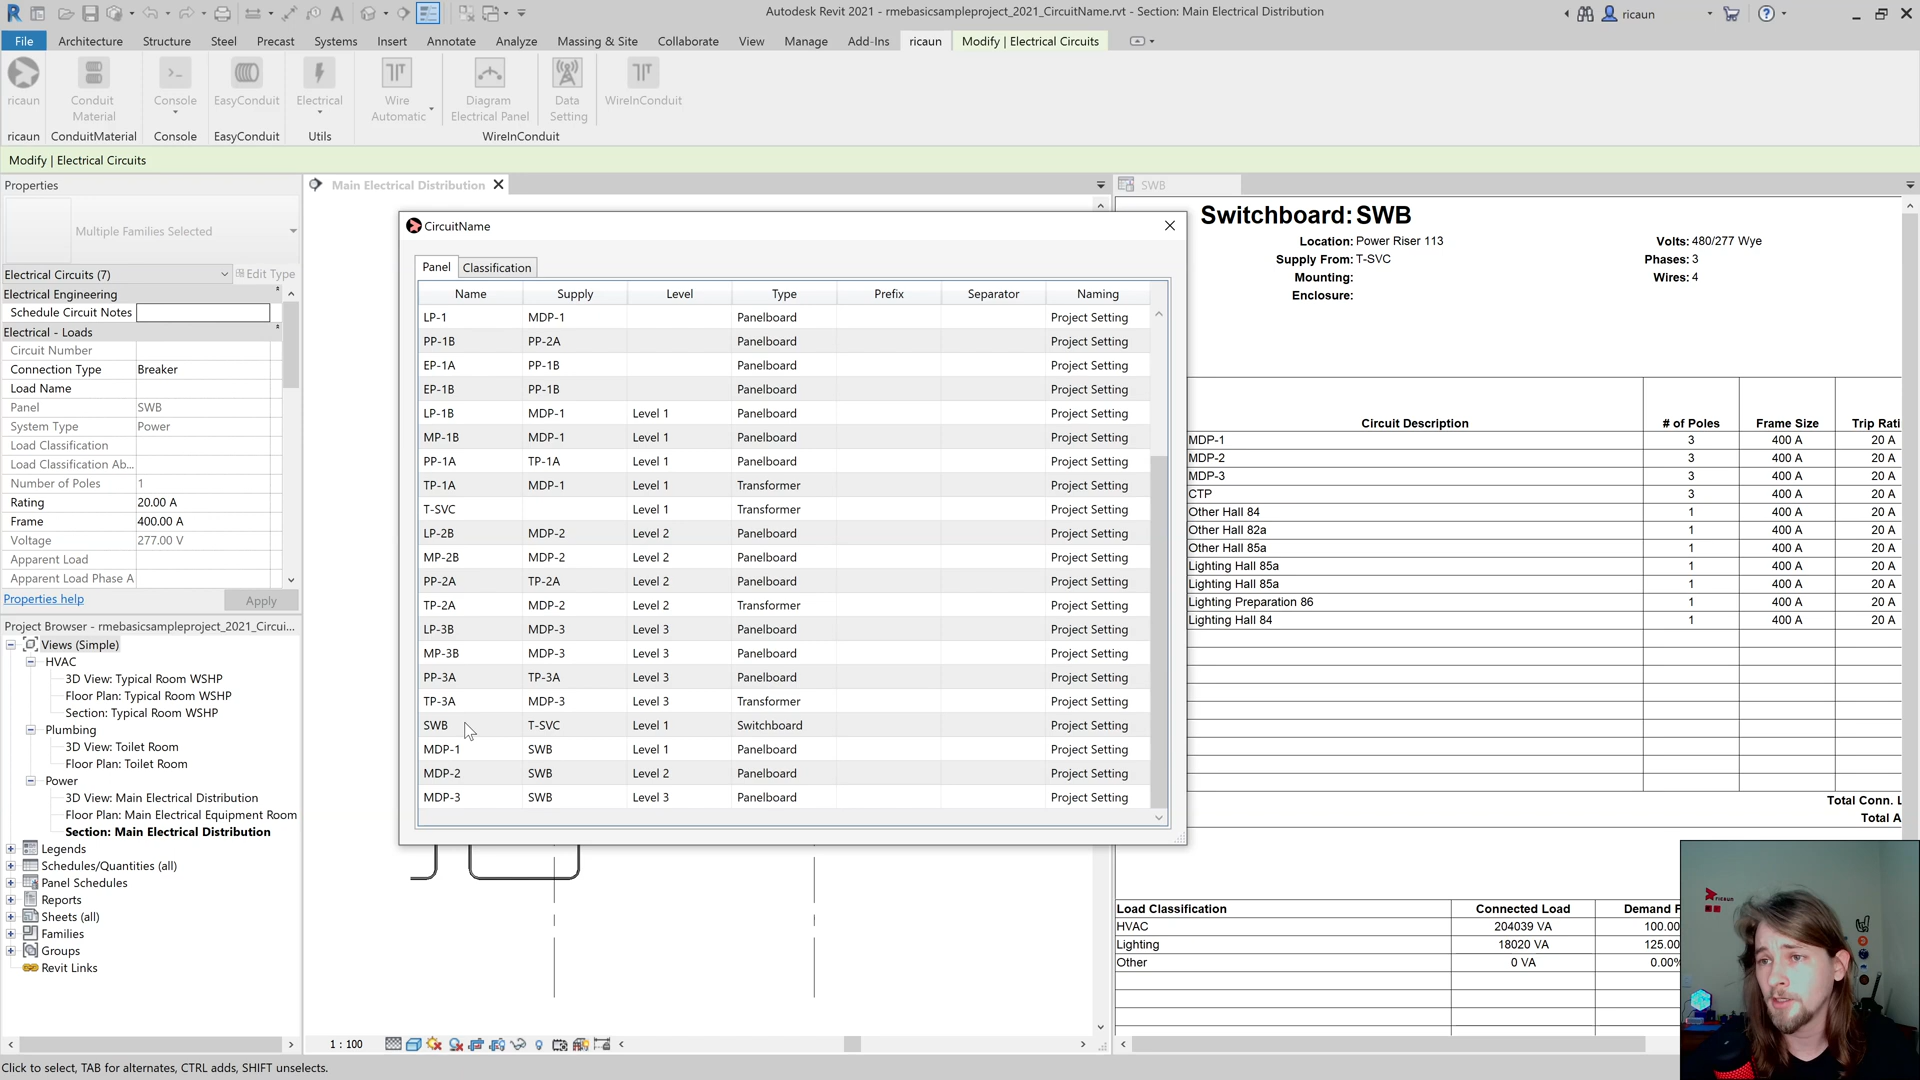 Autodesk Revit 2021 - rmebasicsampleproject_2021_CircuitName.rvt - Section: Main Electrical Distribution
ricaun
File Architecture Structure Steel Precast Systems Insert Annotate Analyze Massing & Site Collaborate View Manage Add-Ins ricaun Modify | Electrical Circuits
ricaun
Conduit Material
Console
EasyConduit
Electrical
Wire Automatic
Diagram Electrical Panel
Data Setting
WireInConduit
ricaun ConduitMaterial Console EasyConduit Utils WireInConduit
Modify | Electrical Circuits
Properties
Multiple Families Selected
Electrical Circuits (7) Edit Type
Electrical Engineering
Schedule Circuit Notes
Electrical - Loads
Circuit Number
Connection Type Breaker
Load Name
Panel SWB
System Type Power
Load Classification
Load Classification Ab...
Number of Poles 1
Rating 20.00 A
Frame 400.00 A
Voltage 277.00 V
Apparent Load
Apparent Load Phase A
Properties help Apply
Project Browser - rmebasicsampleproject_2021_Circui...
Views (Simple)
HVAC
3D View: Typical Room WSHP
Floor Plan: Typical Room WSHP
Section: Typical Room WSHP
Plumbing
3D View: Toilet Room
Floor Plan: Toilet Room
Power
3D View: Main Electrical Distribution
Floor Plan: Main Electrical Equipment Room
Section: Main Electrical Distribution
Legends
Schedules/Quantities (all)
Panel Schedules
Reports
Sheets (all)
Families
Groups
Revit Links
Main Electrical Distribution
CircuitName
Panel Classification
Name Supply Level Type Prefix Separator Naming
LP-1 MDP-1 Panelboard Project Setting
PP-1B PP-2A Panelboard Project Setting
EP-1A PP-1B Panelboard Project Setting
EP-1B PP-1B Panelboard Project Setting
LP-1B MDP-1 Level 1 Panelboard Project Setting
MP-1B MDP-1 Level 1 Panelboard Project Setting
PP-1A TP-1A Level 1 Panelboard Project Setting
TP-1A MDP-1 Level 1 Transformer Project Setting
T-SVC Level 1 Transformer Project Setting
LP-2B MDP-2 Level 2 Panelboard Project Setting
MP-2B MDP-2 Level 2 Panelboard Project Setting
PP-2A TP-2A Level 2 Panelboard Project Setting
TP-2A MDP-2 Level 2 Transformer Project Setting
LP-3B MDP-3 Level 3 Panelboard Project Setting
MP-3B MDP-3 Level 3 Panelboard Project Setting
PP-3A TP-3A Level 3 Panelboard Project Setting
TP-3A MDP-3 Level 3 Transformer Project Setting
SWB T-SVC Level 1 Switchboard Project Setting
MDP-1 SWB Level 1 Panelboard Project Setting
MDP-2 SWB Level 2 Panelboard Project Setting
MDP-3 SWB Level 3 Panelboard Project Setting
1 : 100
SWB
Switchboard: SWB
Location: Power Riser 113 Volts: 480/277 Wye
Supply From: T-SVC Phases: 3
Mounting: Wires: 4
Enclosure:
Circuit Description # of Poles Frame Size Trip Rati
MDP-1 3 400 A 20 A
MDP-2 3 400 A 20 A
MDP-3 3 400 A 20 A
CTP 3 400 A 20 A
Other Hall 84 1 400 A 20 A
Other Hall 82a 1 400 A 20 A
Other Hall 85a 1 400 A 20 A
Lighting Hall 85a 1 400 A 20 A
Lighting Hall 85a 1 400 A 20 A
Lighting Preparation 86 1 400 A 20 A
Lighting Hall 84 1 400 A 20 A
Total Conn. L
Total A
Load Classification Connected Load Demand F
HVAC 204039 VA 100.00
Lighting 18020 VA 125.00
Other 0 VA 0.00%
ricaun
Click to select, TAB for alternates, CTRL adds, SHIFT unselects.